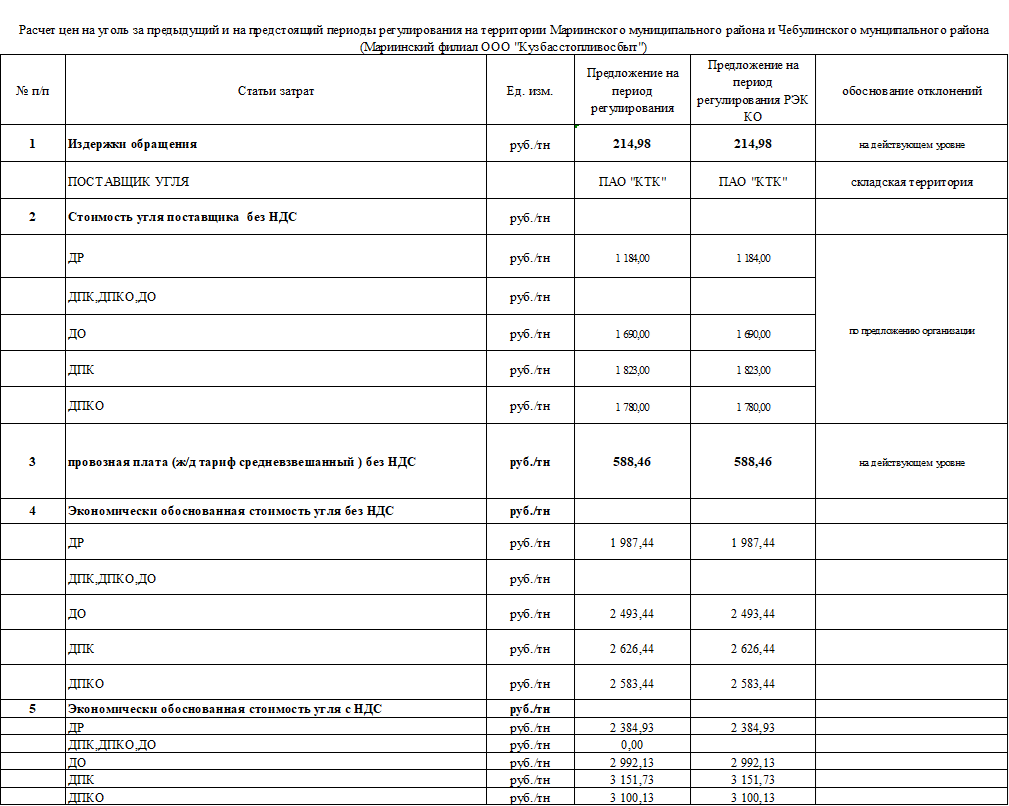 Расчет цен на уголь за предыдущий и на предстоящий периоды регулирования на территории Мариинского муниципального района и Чебулинского мунципального района
(Мариинский филиал ООО "Кузбасстопливосбыт")
№ п/п Статьи затрат Ед. изм. Предложение на период регулирования Предложение на период регулирования РЭК КО обоснование отклонений
1 Издержки обращения руб./тн 214,98 214,98 на действующем уровне
ПОСТАВЩИК УГЛЯ ПАО "КТК" ПАО "КТК" складская территория
2 Стоимость угля поставщика без НДС руб./тн
ДР руб./тн 1 184,00 1 184,00
ДПК,ДПКО,ДО руб./тн
ДО руб./тн 1 690,00 1 690,00 по предложению организации
ДПК руб./тн 1 823,00 1 823,00
ДПКО руб./тн 1 780,00 1 780,00
3 провозная плата (ж/д тариф средневзвешанный ) без НДС руб./тн 588,46 588,46 на действующем уровне
4 Экономически обоснованная стоимость угля без НДС руб./тн
ДР руб./тн 1 987,44 1 987,44
ДПК,ДПКО,ДО руб./тн
ДО руб./тн 2 493,44 2 493,44
ДПК руб./тн 2 626,44 2 626,44
ДПКО руб./тн 2 583,44 2 583,44
5 Экономически обоснованная стоимость угля с НДС руб./тн
ДР руб./тн 2 384,93 2 384,93
ДПК,ДПКО,ДО руб./тн 0,00
ДО руб./тн 2 992,13 2 992,13
ДПК руб./тн 3 151,73 3 151,73
ДПКО руб./тн 3 100,13 3 100,13